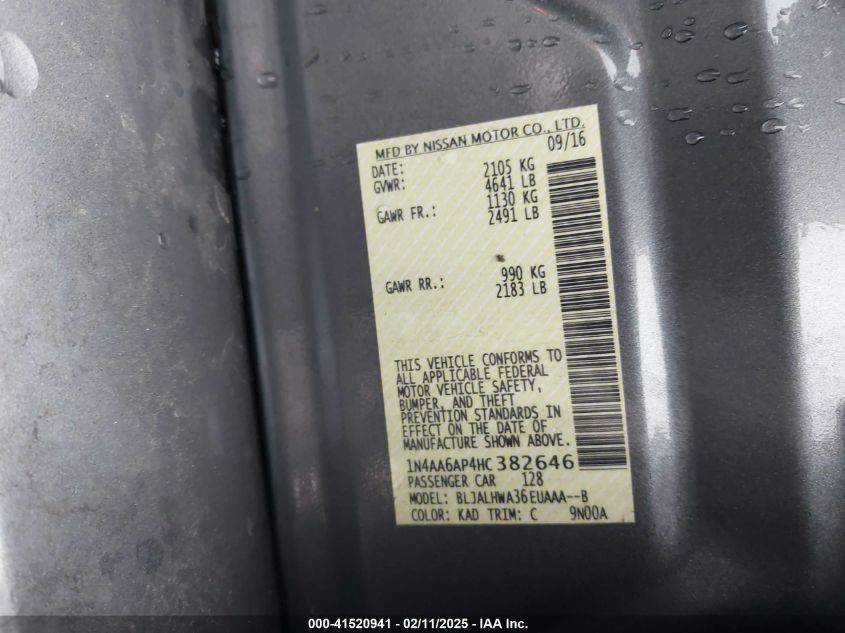 MFD BY NISSAN MOTOR CO., LTD.
DATE: 09/16
GVWR: 2105 KG
4641 LB
GAWR FR.: 1130 KG
2491 LB
GAWR RR.: 990 KG
2183 LB
THIS VEHICLE CONFORMS TO
ALL APPLICABLE FEDERAL
MOTOR VEHICLE SAFETY,
BUMPER, AND THEFT
PREVENTION STANDARDS IN
EFFECT ON THE DATE OF
MANUFACTURE SHOWN ABOVE.
1N4AA6AP4HC382646
PASSENGER CAR 128
MODEL: BLJALHWA36EUAAA--B
COLOR: KAD TRIM: C 9N00A
000-41520941 - 02/11/2025 - IAA Inc.